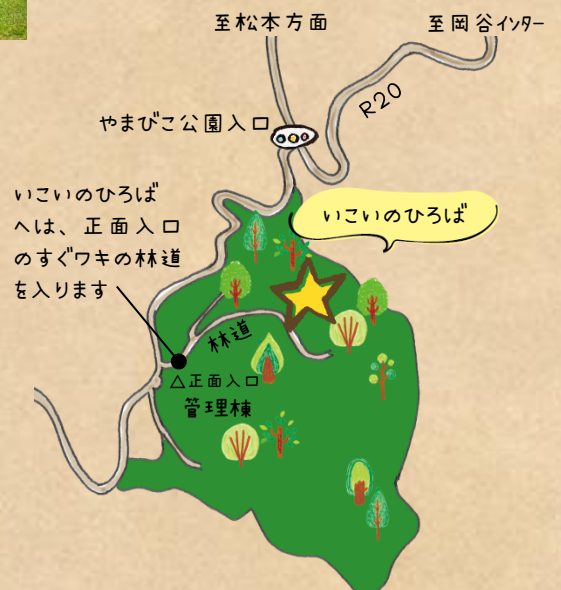 至松本方面
至岡谷インター
R20
やまびこ公園入口
いこいのひろば
へは、正面入口
のすぐワキの林道
を入ります
いこいのひろば
林道
△正面入口
管理棟